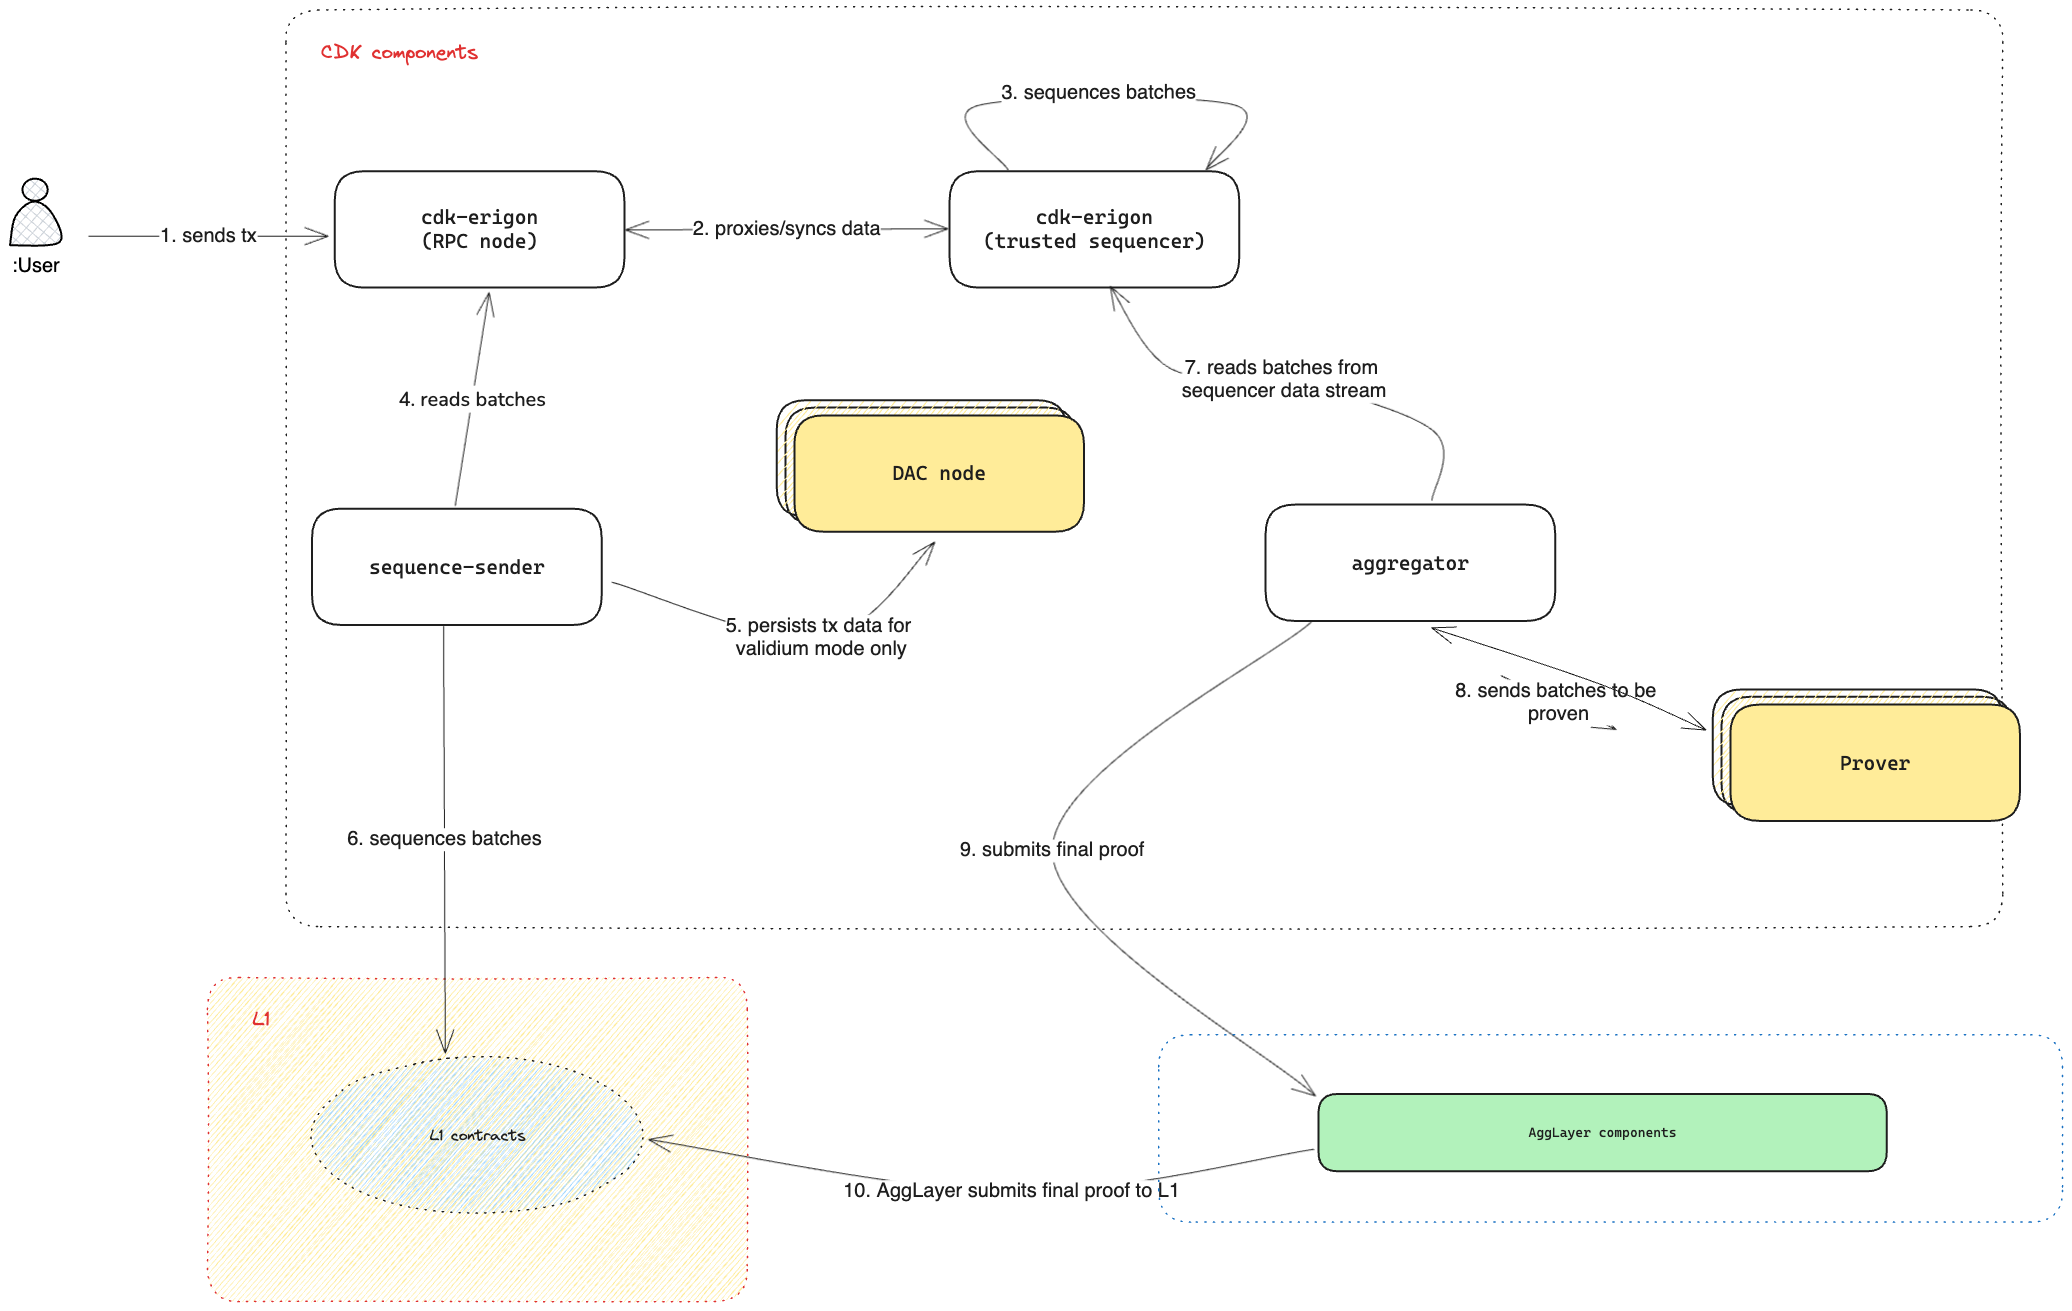 CDK components
3. sequences batches
:User
1. sends tx
cdk-erigon
(RPC node)
2. proxies/syncs data
cdk-erigon
(trusted sequencer)
4. reads batches
7. reads batches from
sequencer data stream
DAC node
sequence-sender
aggregator
5. persists tx data for
validium mode only
8. sends batches to be
proven
Prover
6. sequences batches
9. submits final proof
L1
L1 contracts
AggLayer components
10. AggLayer submits final proof to L1